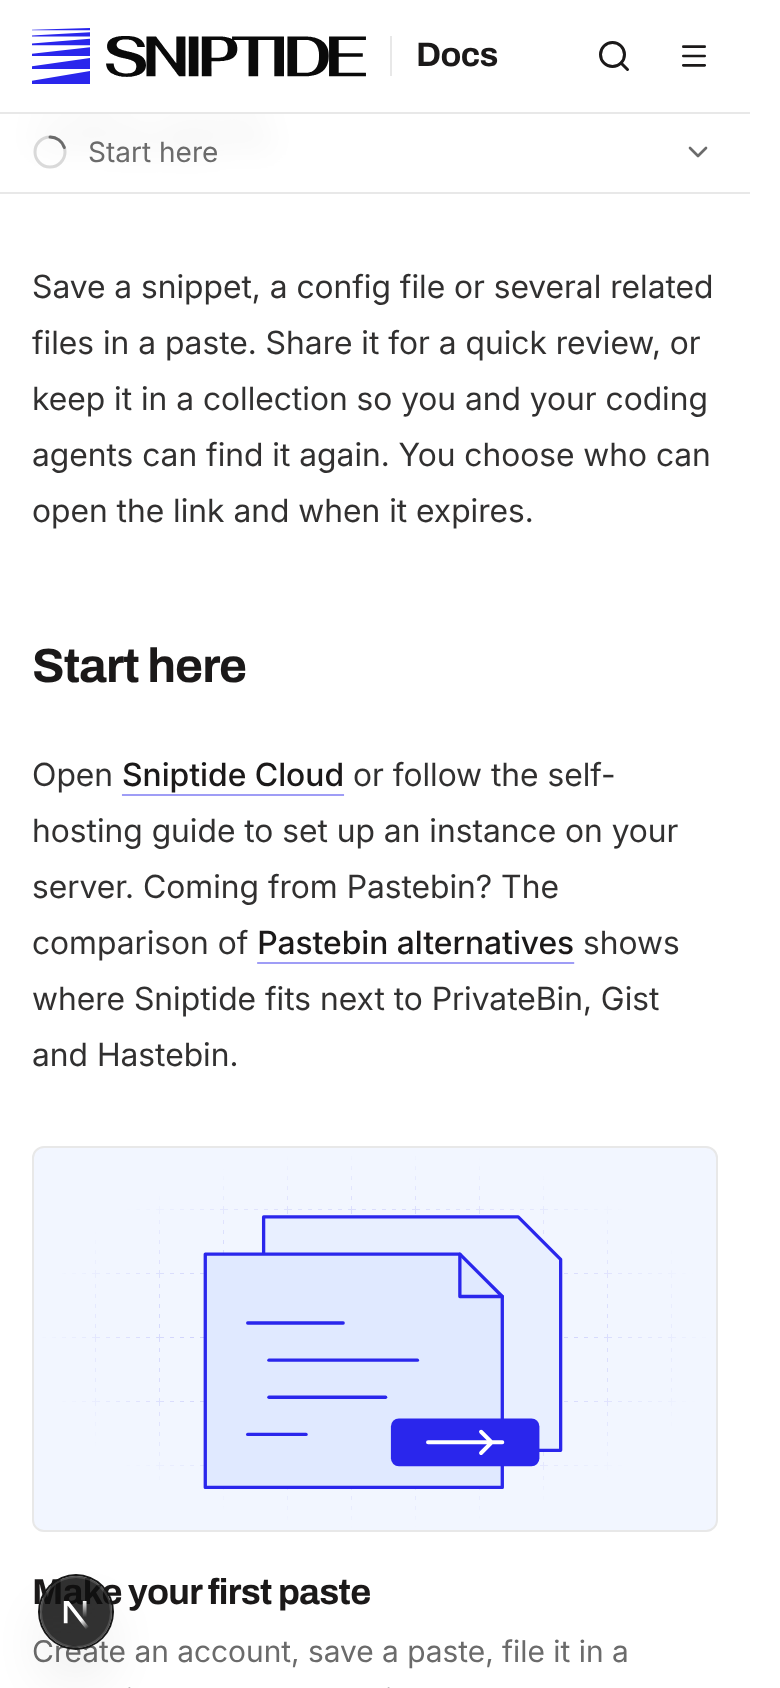 SNIPTIDE Docs
Start here
Save a snippet, a config file or several related
files in a paste. Share it for a quick review, or
keep it in a collection so you and your coding
agents can find it again. You choose who can
open the link and when it expires.
Start here
Open Sniptide Cloud or follow the self-
hosting guide to set up an instance on your
server. Coming from Pastebin? The
comparison of Pastebin alternatives shows
where Sniptide fits next to PrivateBin, Gist
and Hastebin.
Make your first paste
N
Create an account, save a paste, file it in a